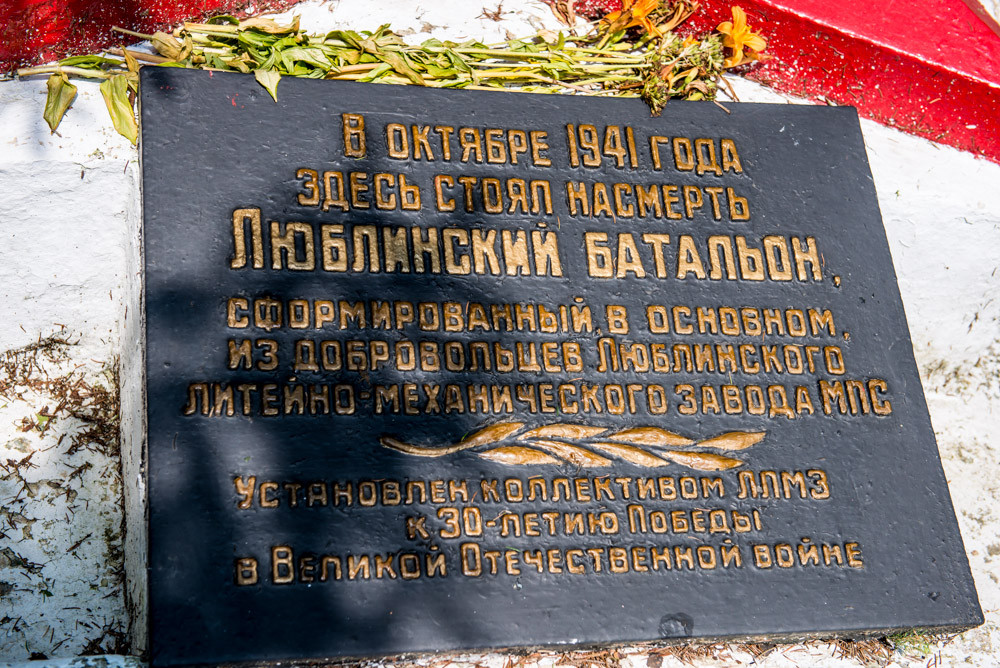 В октябре 1941 года
здесь стоял насмерть
Люблинский батальон,
сформированный, в основном,
из добровольцев Люблинского
литейно-механического завода МПС
Установлен коллективом ЛЛМЗ
к 30-летию Победы
в Великой Отечественной войне